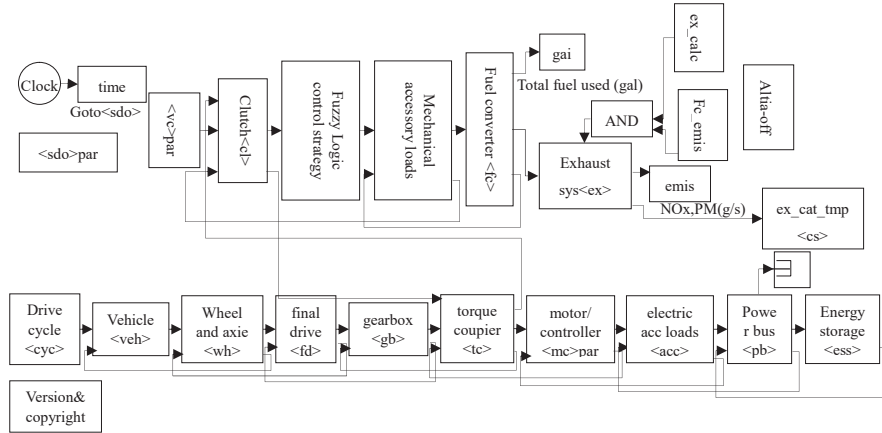 Clock
time
Goto<sdo>
<sdo>par
<vc>par
Clutch<cl>
Fuzzy Logic
control strategy
Mechanical
accessory loads
Fuel converter <fc>
gai
Total fuel used (gal)
ex_calc
Fc_emis
AND
Altia-off
Exhaust
sys<ex>
emis
NOx,PM(g/s)
ex_cat_tmp
<cs>
Drive
cycle
<cyc>
Vehicle
<veh>
Wheel
and axie
<wh>
final
drive
<fd>
gearbox
<gb>
torque
coupier
<tc>
motor/
controller
<mc>par
electric
acc loads
<acc>
Powe
r bus
<pb>
Energy
storage
<ess>
Version&
copyright